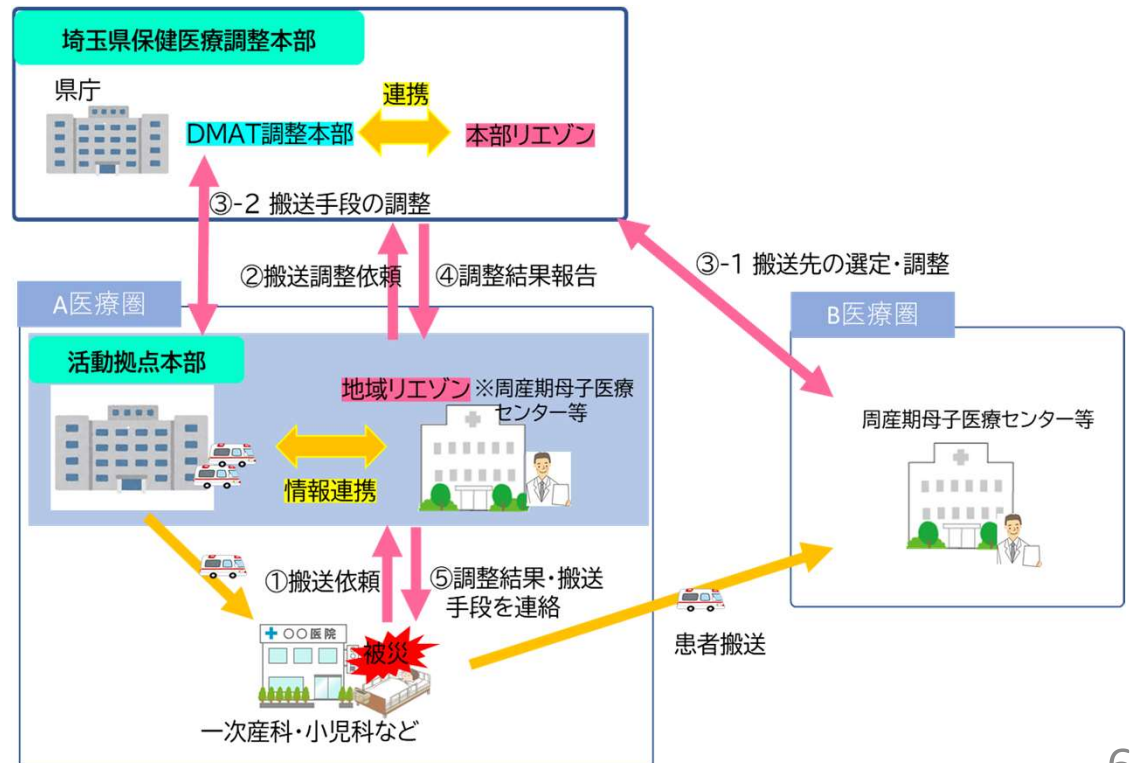 埼玉県保健医療調整本部
県庁
連携
DMAT調整本部
本部リエゾン
③-2 搬送手段の調整
②搬送調整依頼
④調整結果報告
③-1 搬送先の選定・調整
A医療圏
B医療圏
活動拠点本部
地域リエゾン ※周産期母子医療
センター等
情報連携
周産期母子医療センター等
①搬送依頼
⑤調整結果・搬送
手段を連絡
○○医院
被災
患者搬送
一次産科・小児科など
6